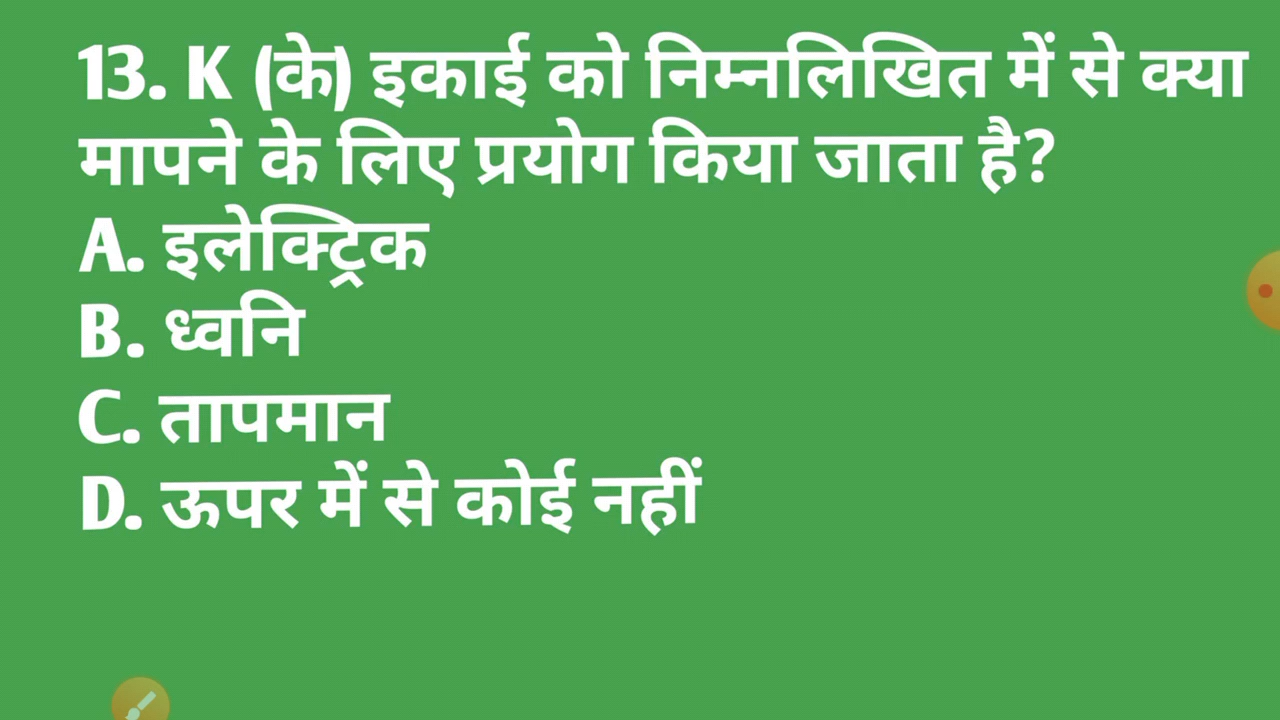 13. K (के) इकाई को निम्नलिखित में से क्या
मापने के लिए प्रयोग किया जाता है?
A. इलेक्ट्रिक
B. ध्वनि
C. तापमान
D. ऊपर में से कोई नहीं